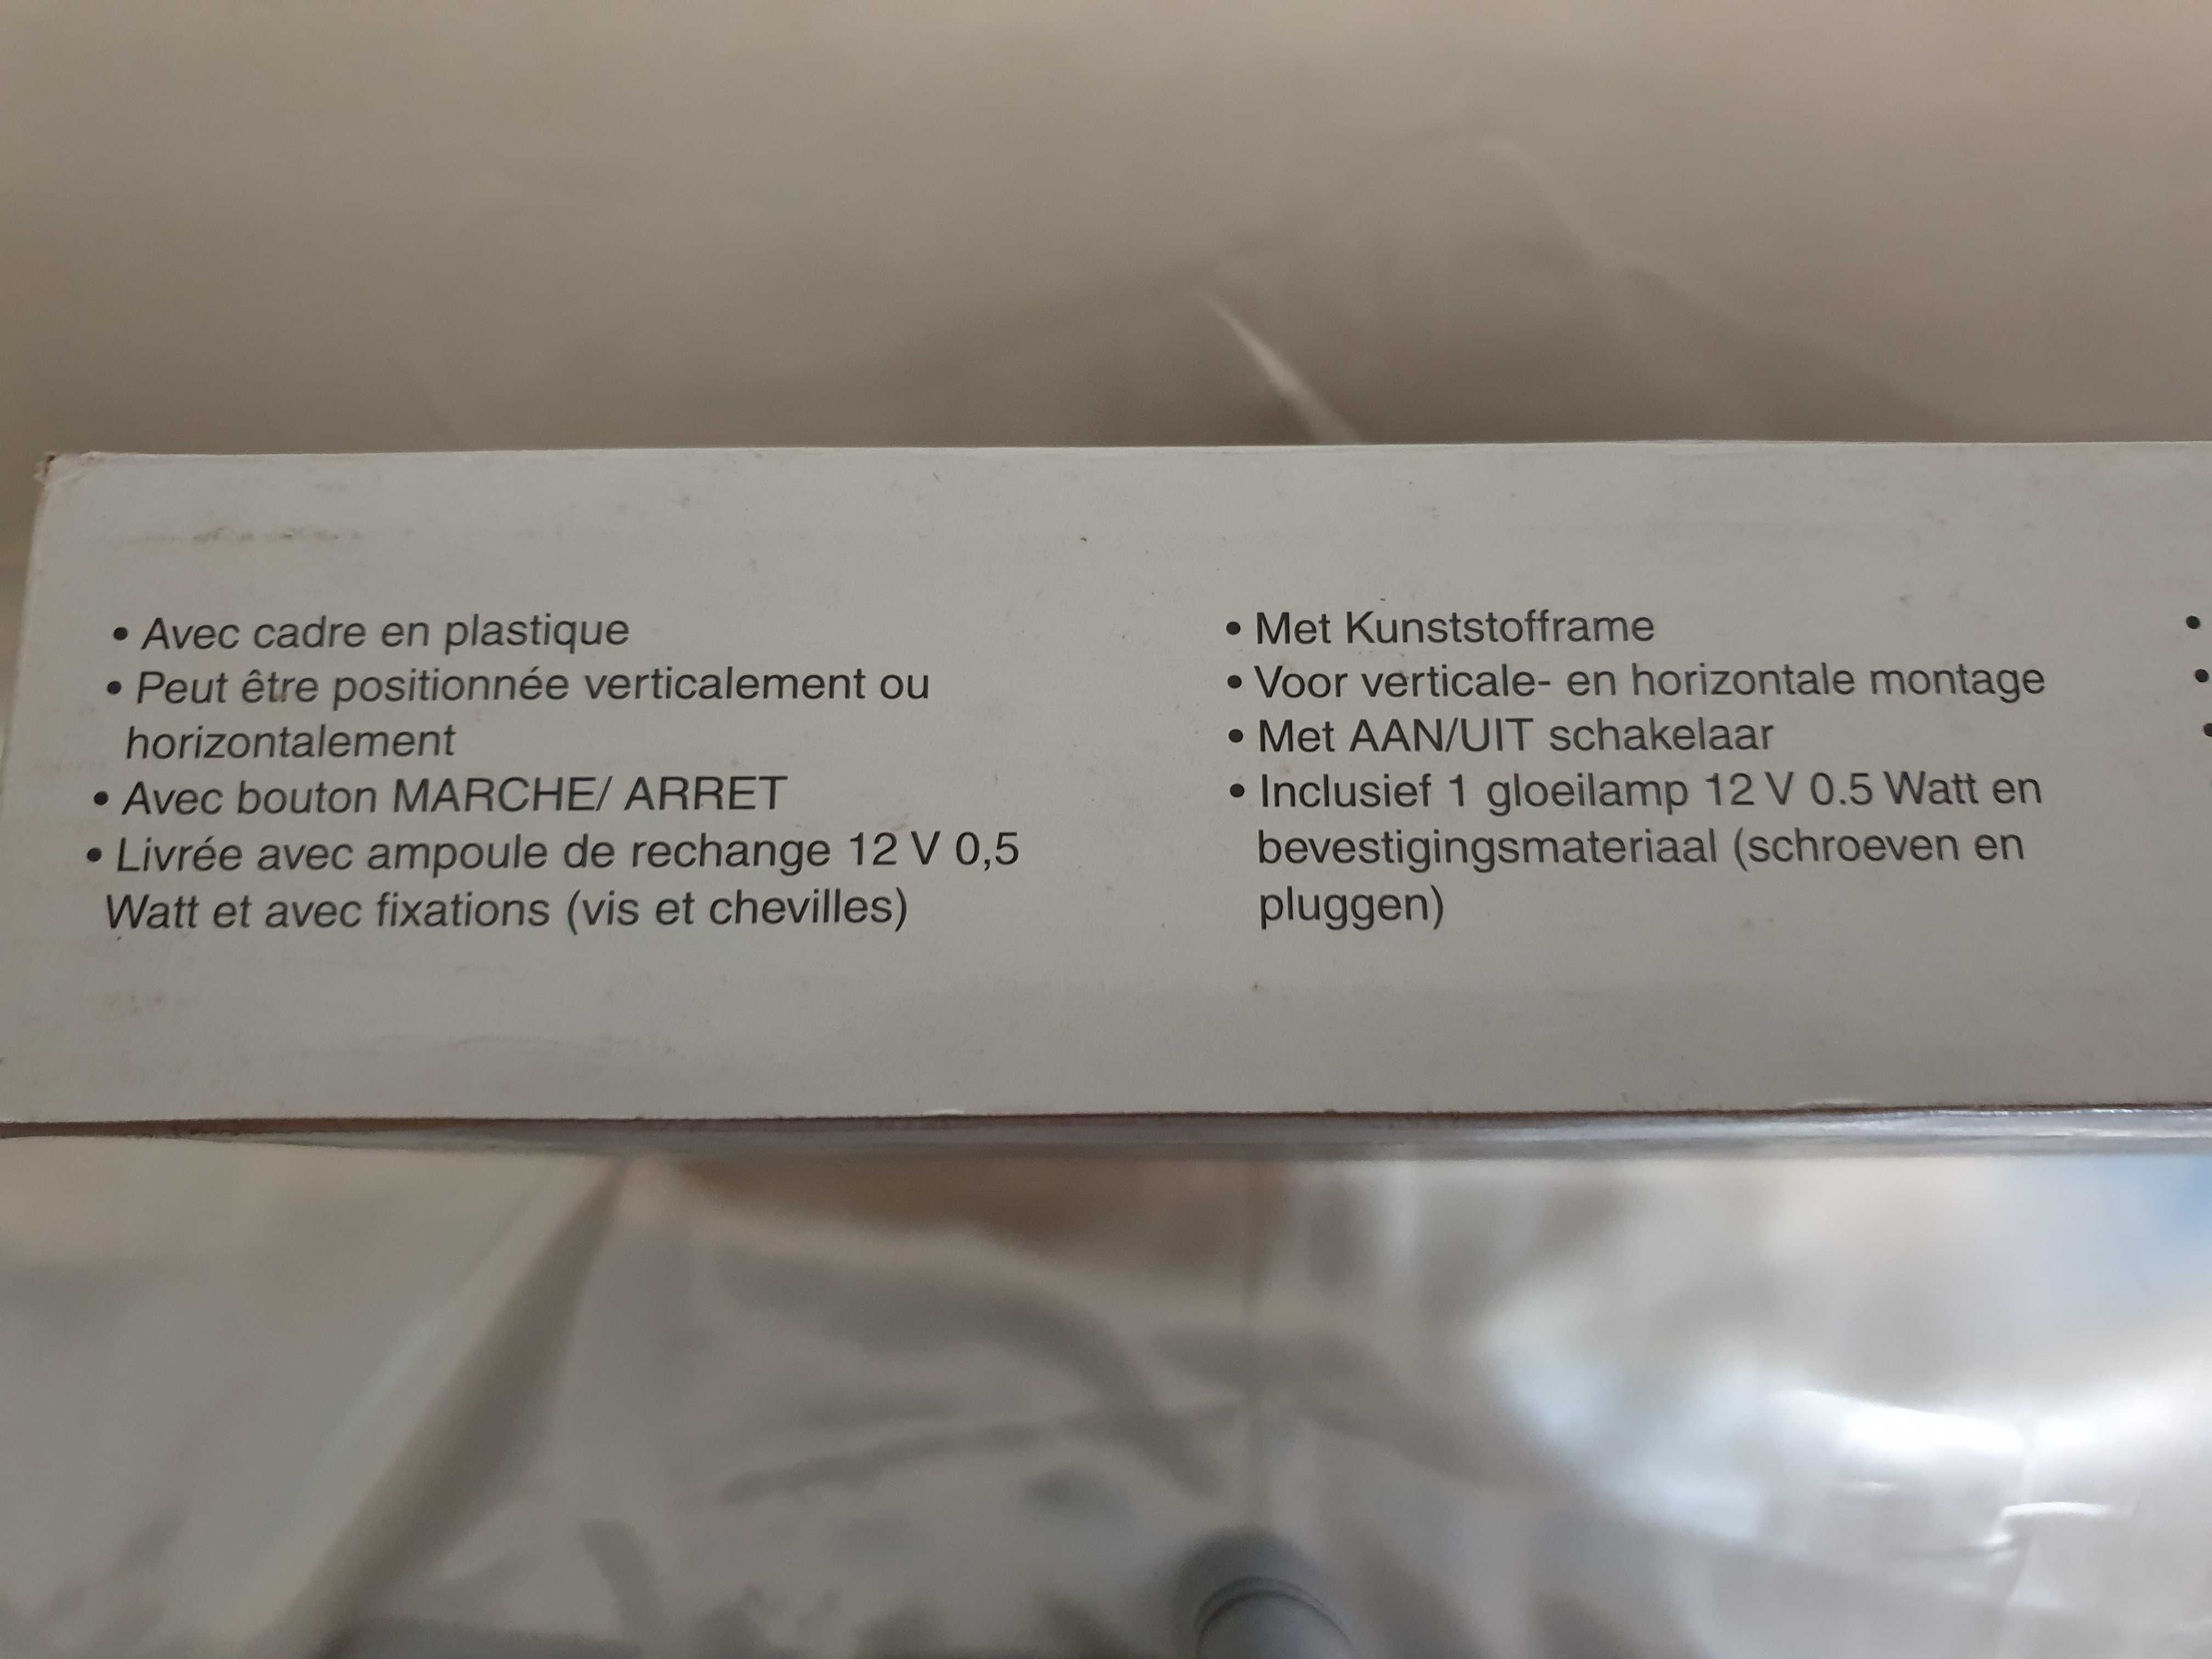 • Avec cadre en plastique
• Peut être positionnée verticalement ou
horizontalement
• Avec bouton MARCHE/ ARRET
• Livrée avec ampoule de rechange 12 V 0,5
Watt et avec fixations (vis et chevilles)
• Met Kunststofframe
• Voor verticale- en horizontale montage
• Met AAN/UIT schakelaar
• Inclusief 1 gloeilamp 12 V 0.5 Watt en
bevestigingsmateriaal (schroeven en
pluggen)